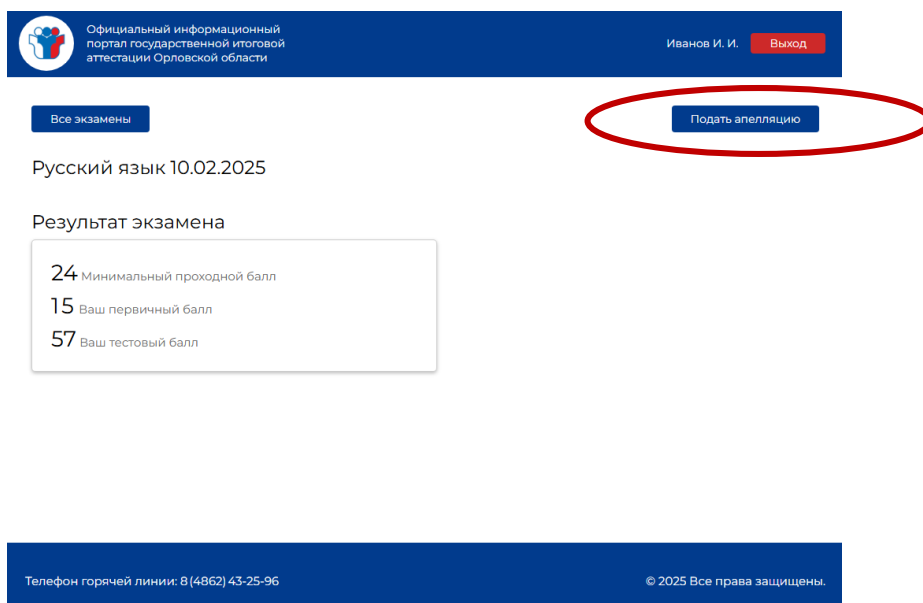 Официальный информационный
портал государственной итоговой
аттестации Орловской области
Иванов И. И.
Выход
Все экзамены
Подать апелляцию
Русский язык 10.02.2025
Результат экзамена
24 Минимальный проходной балл
15 Ваш первичный балл
57 Ваш тестовый балл
Телефон горячей линии: 8 (4862) 43-25-96
© 2025 Все права защищены.